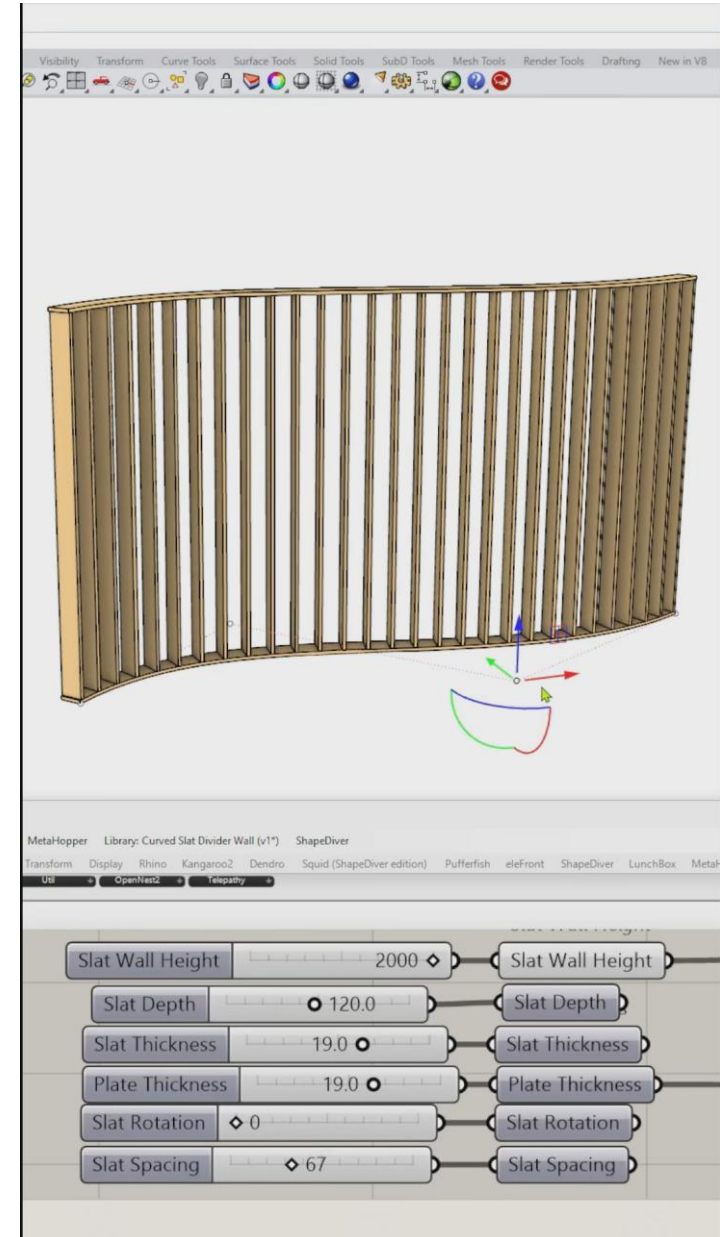 Visibility Transform Curve Tools Surface Tools Solid Tools SubD Tools Mesh Tools Render Tools Drafting New in V8
MetaHopper Library: Curved Slat Divider Wall (v1*) ShapeDiver
Transform Display Rhino Kangaroo2 Dendro Squid (ShapeDiver edition) Pufferfish eleFront ShapeDiver LunchBox MetaH
Util OpenNest2 Telepathy
Slat Wall Height
Slat Wall Height 2000 Slat Wall Height
Slat Depth 120.0 Slat Depth
Slat Thickness 19.0 Slat Thickness
Plate Thickness 19.0 Plate Thickness
Slat Rotation 0 Slat Rotation
Slat Spacing 67 Slat Spacing